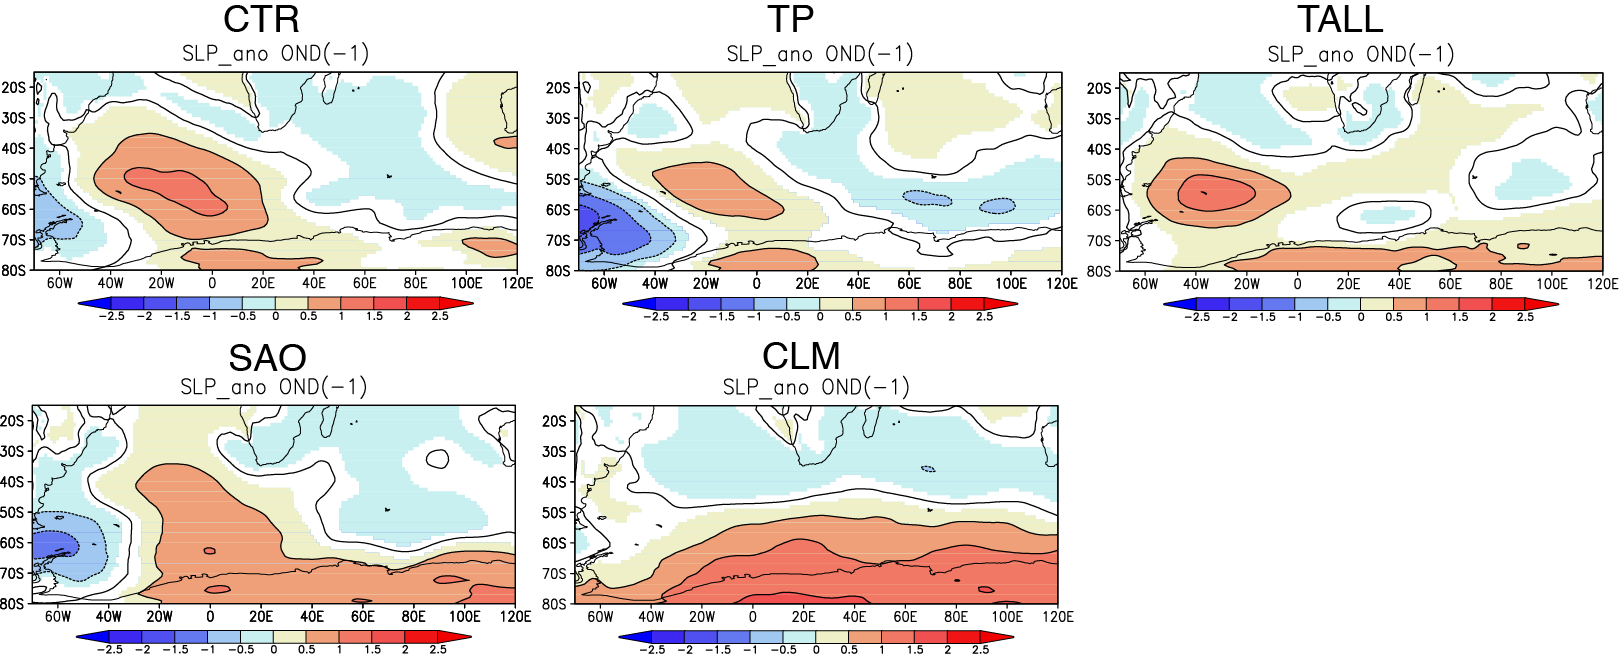 CTR
SLP_ano OND(−1)
20S
30S
40S
50S
60S
70S
80S
60W 40W 20W 0 20E 40E 60E 80E 100E 120E
−2.5 −2 −1.5 −1 −0.5 0 0.5 1 1.5 2 2.5
TP
SLP_ano OND(−1)
20S
30S
40S
50S
60S
70S
80S
60W 40W 20W 0 20E 40E 60E 80E 100E 120E
−2.5 −2 −1.5 −1 −0.5 0 0.5 1 1.5 2 2.5
TALL
SLP_ano OND(−1)
20S
30S
40S
50S
60S
70S
80S
60W 40W 20W 0 20E 40E 60E 80E 100E 120E
−2.5 −2 −1.5 −1 −0.5 0 0.5 1 1.5 2 2.5
SAO
SLP_ano OND(−1)
20S
30S
40S
50S
60S
70S
80S
60W 40W 20W 0 20E 40E 60E 80E 100E 120E
−2.5 −2 −1.5 −1 −0.5 0 0.5 1 1.5 2 2.5
CLM
SLP_ano OND(−1)
20S
30S
40S
50S
60S
70S
80S
60W 40W 20W 0 20E 40E 60E 80E 100E 120E
−2.5 −2 −1.5 −1 −0.5 0 0.5 1 1.5 2 2.5